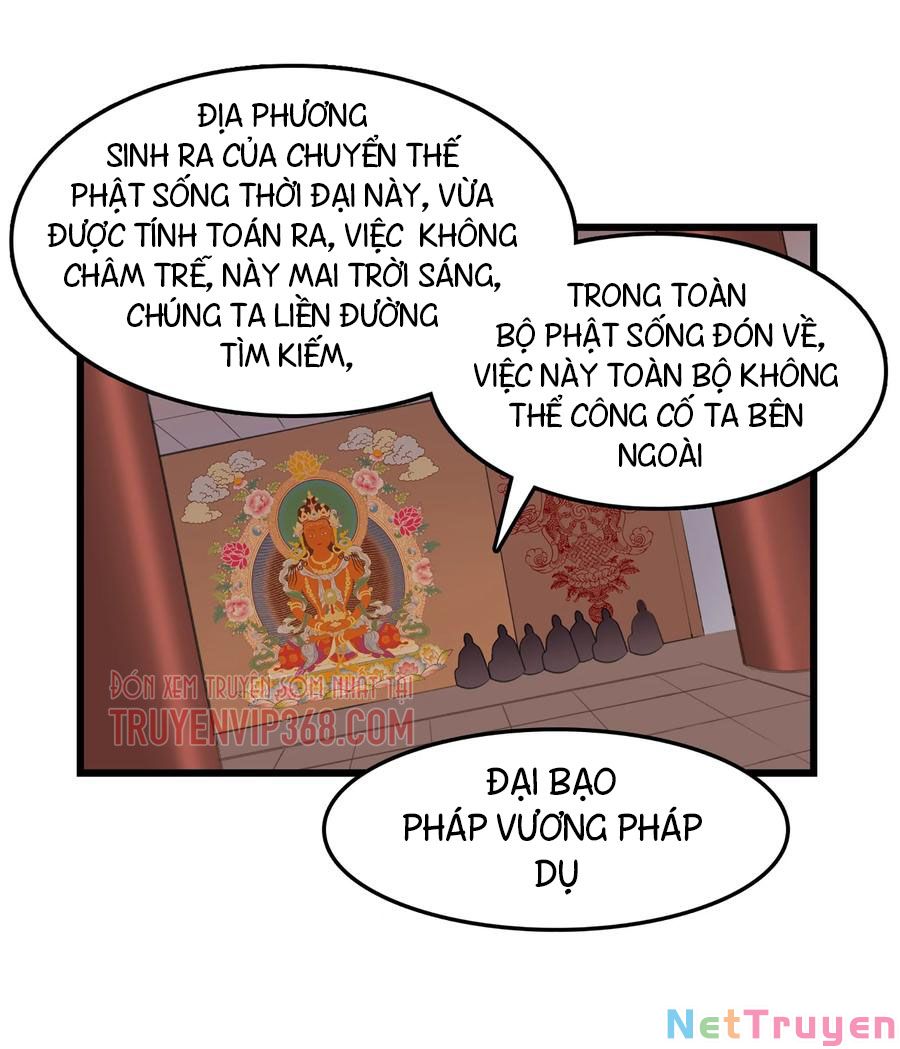 ĐỊA PHƯƠNG
SINH RA CỦA CHUYỂN THẾ
PHẬT SỐNG THỜI ĐẠI NÀY, VỪA
ĐƯỢC TÍNH TOÁN RA, VIỆC KHÔNG
CHÂM TRỄ, NÀY MAI TRỜI SÁNG,
CHÚNG TA LIỀN ĐƯỜNG
TÌM KIẾM,
TRONG TOÀN
BỘ PHẬT SỐNG ĐÓN VỀ,
VIỆC NÀY TOÀN BỘ KHÔNG
THỂ CÔNG CỐ TA BÊN
NGOÀI
ĐÓN XEM TRUYỆN SỚM NHẤT TẠI
TRUYENVIP368.COM
ĐẠI BẠO
PHÁP VƯƠNG PHÁP
DỤ
NetTruyen